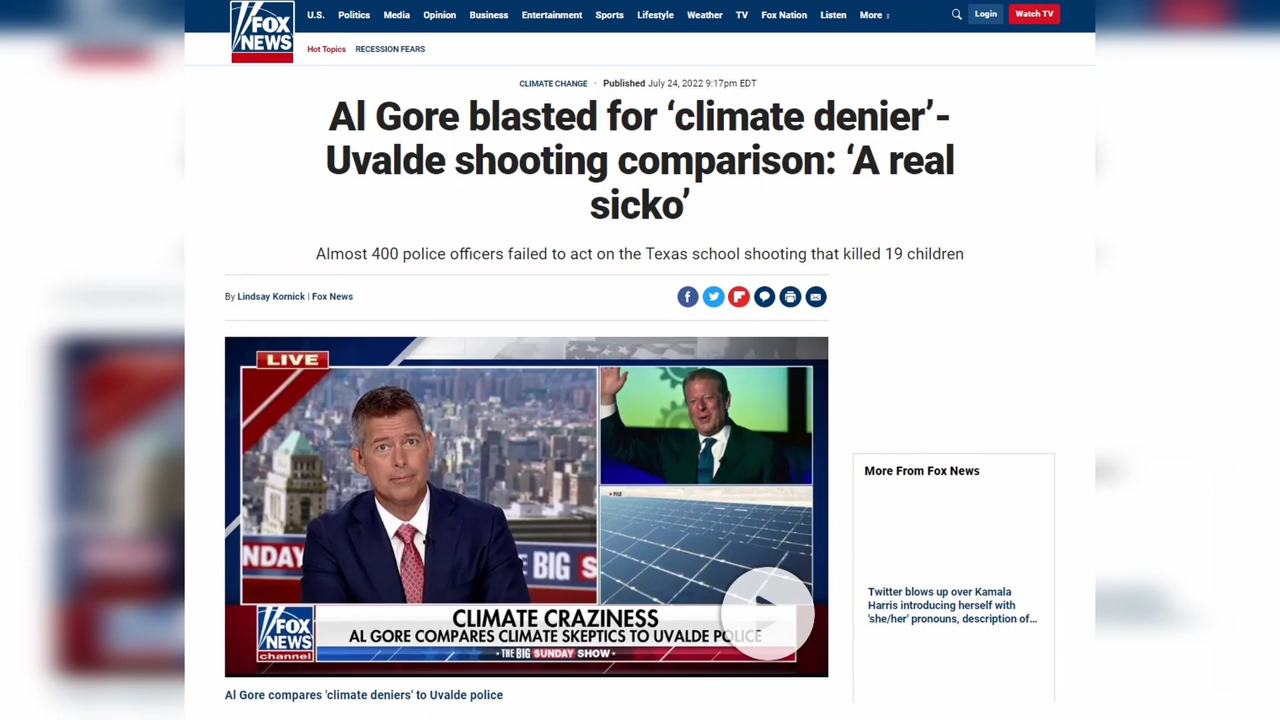 FOX
NEWS
U.S. Politics Media Opinion Business Entertainment Sports Lifestyle Weather TV Fox Nation Listen More
Login
Watch TV
Hot Topics RECESSION FEARS
CLIMATE CHANGE · Published July 24, 2022 9:17pm EDT
Al Gore blasted for ‘climate denier’-
Uvalde shooting comparison: ‘A real
sicko’
Almost 400 police officers failed to act on the Texas school shooting that killed 19 children
By Lindsay Kornick | Fox News
LIVE
FILE
NDAY
BIG S
FOX
NEWS
channel
CLIMATE CRAZINESS
AL GORE COMPARES CLIMATE SKEPTICS TO UVALDE POLICE
• THE BIG SUNDAY SHOW •
Al Gore compares 'climate deniers' to Uvalde police
More From Fox News
Twitter blows up over Kamala
Harris introducing herself with
'she/her' pronouns, description of...